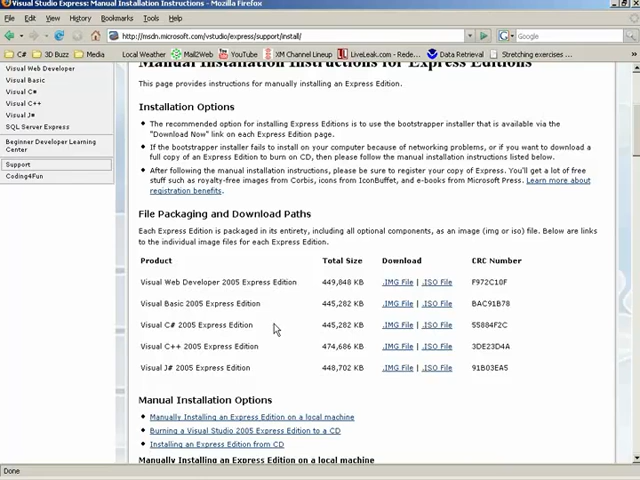 Visual Studio Express: Manual Installation Instructions - Mozilla Firefox
File Edit View History Bookmarks Tools Help
http://msdn.microsoft.com/vstudio/express/support/install/
C# 3D Buzz Media Local Weather Mail2Web YouTube XM Channel Lineup LiveLeak.com - Rede... Data Retrieval Stretching exercises ...
Visual Web Developer
Visual Basic
Visual C#
Visual C++
Visual J#
SQL Server Express
Beginner Developer Learning
Center
Support
Coding4Fun
Manual Installation Instructions for Express Editions
This page provides instructions for manually installing an Express Edition.
Installation Options
The recommended option for installing Express Editions is to use the bootstrapper installer that is available via the
"Download Now" link on each Express Edition page.
If the bootstrapper installer fails to install on your computer because of networking problems, or if you want to download a
full copy of an Express Edition to burn on CD, then please follow the manual installation instructions listed below.
After following the manual installation instructions, please be sure to register your copy of Express. You'll get a lot of free
stuff such as royalty-free images from Corbis, icons from IconBuffet, and e-books from Microsoft Press. Learn more about
registration benefits.
File Packaging and Download Paths
Each Express Edition is packaged in its entirety, including all optional components, as an image (img or iso) file. Below are links
to the individual image files for each Express Edition.
Product Total Size Download CRC Number
Visual Web Developer 2005 Express Edition 449,848 KB .IMG File | .ISO File F972C10F
Visual Basic 2005 Express Edition 445,282 KB .IMG File | .ISO File BAC91B78
Visual C# 2005 Express Edition 445,282 KB .IMG File | .ISO File 55884F2C
Visual C++ 2005 Express Edition 474,686 KB .IMG File | .ISO File 3DE23D4A
Visual J# 2005 Express Edition 448,702 KB .IMG File | .ISO File 91B03EA5
Manual Installation Options
Manually Installing an Express Edition on a local machine
Burning a Visual Studio 2005 Express Edition to a CD
Installing an Express Edition from CD
Manually Installing an Express Edition on a local machine
Done